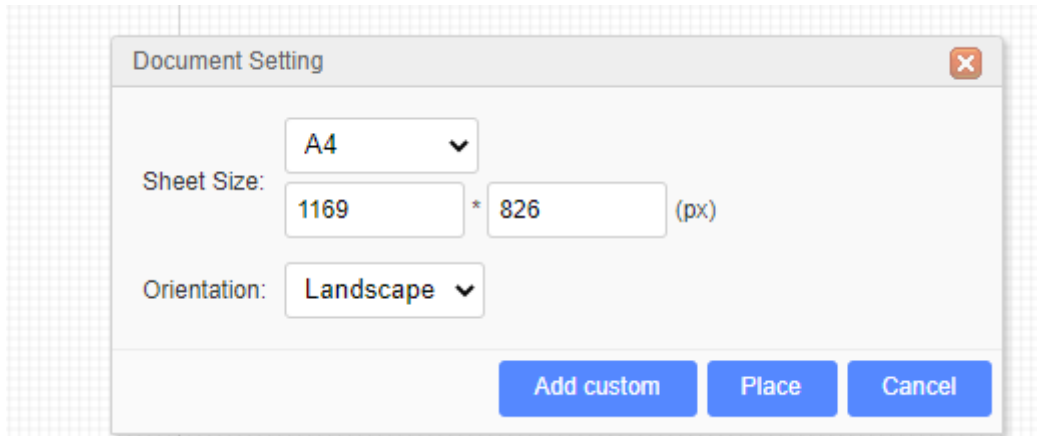 Document Setting
A4
Sheet Size:
1169 * 826 (px)
Orientation: Landscape
Add custom Place Cancel